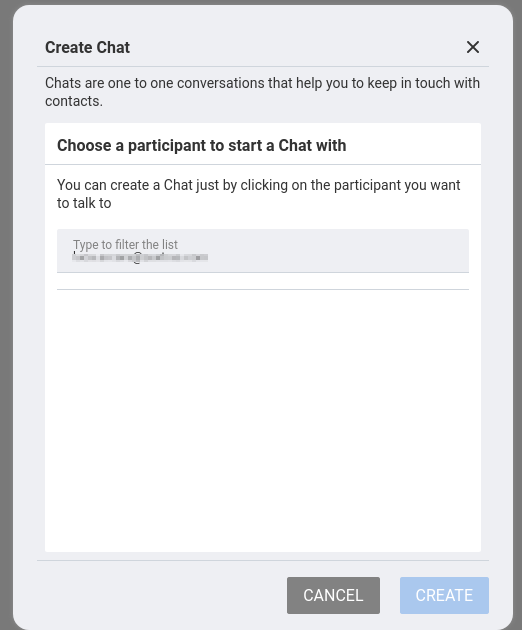 Create Chat
Chats are one to one conversations that help you to keep in touch with
contacts.
Choose a participant to start a Chat with
You can create a Chat just by clicking on the participant you want
to talk to
Type to filter the list
CANCEL
CREATE